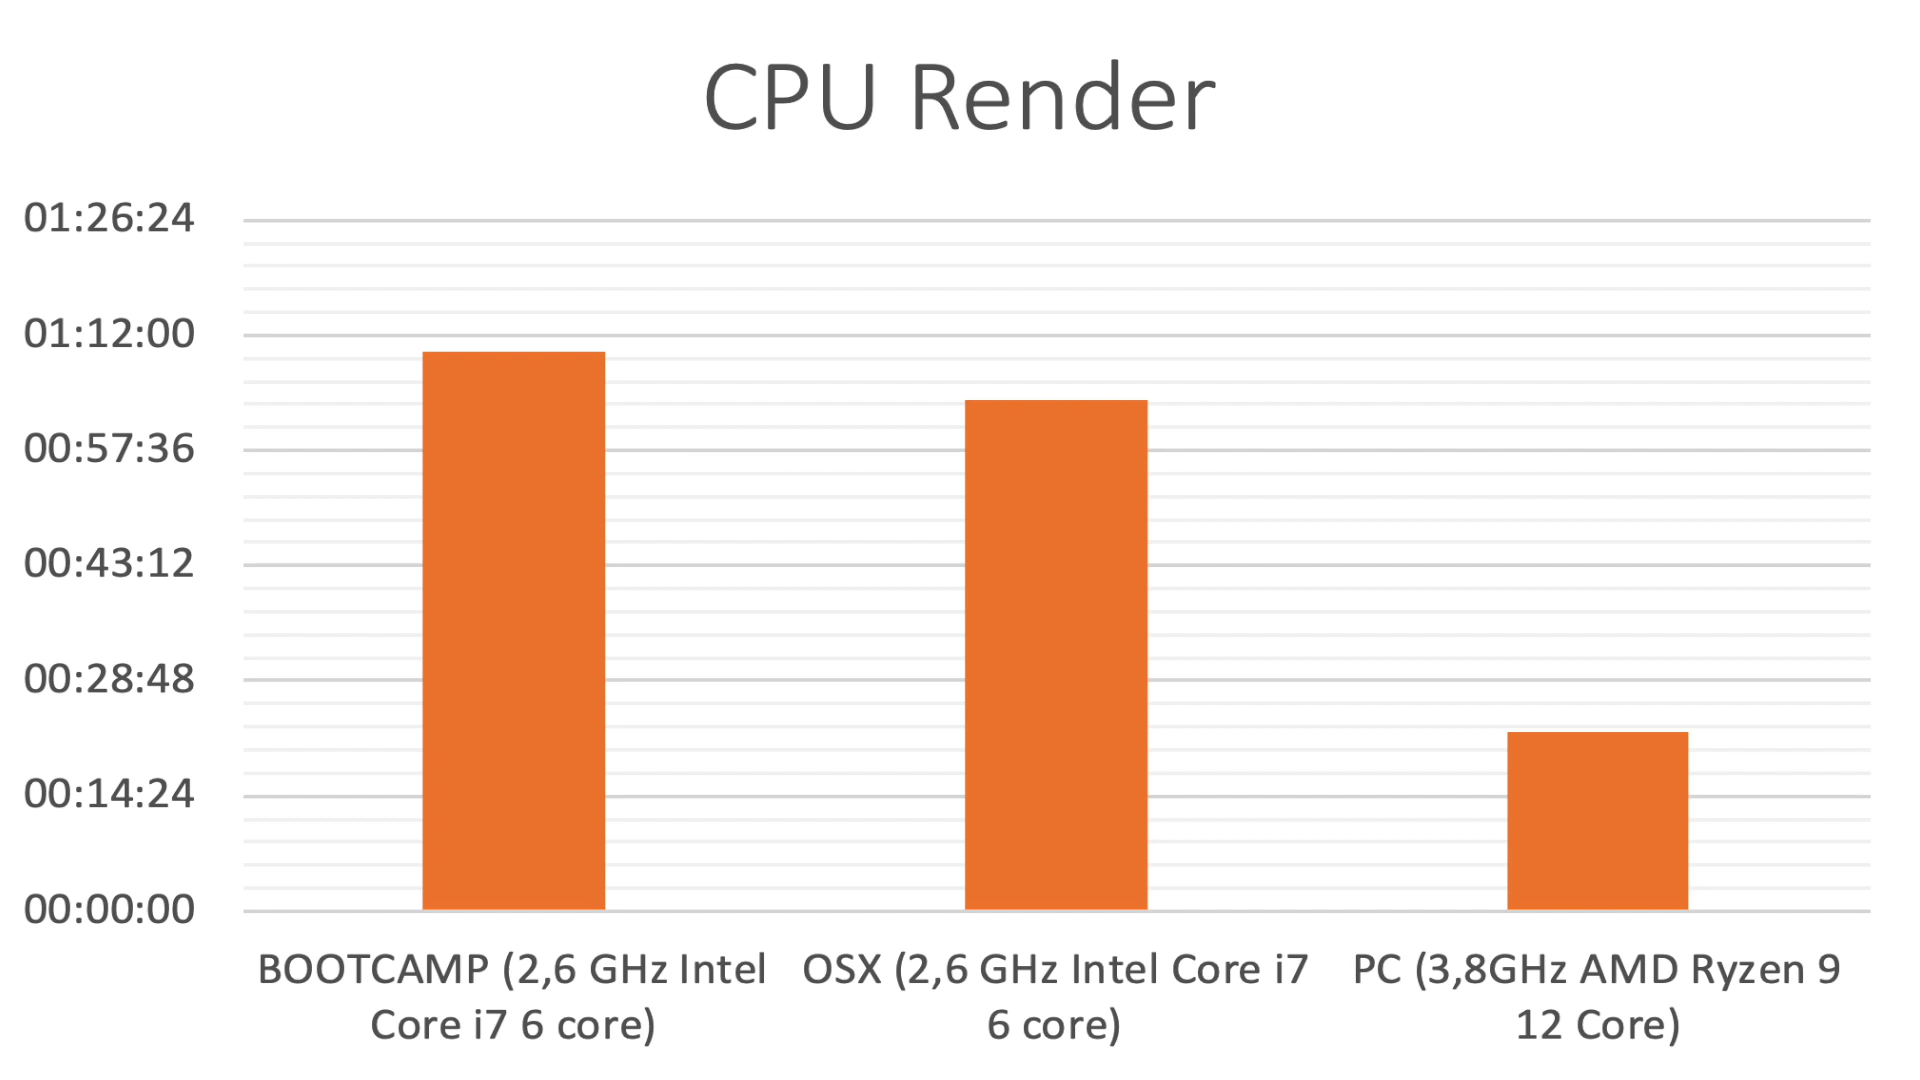 CPU Render
01:26:24
01:12:00
00:57:36
00:43:12
00:28:48
00:14:24
00:00:00
BOOTCAMP (2,6 GHz Intel
Core i7 6 core)
OSX (2,6 GHz Intel Core i7
6 core)
PC (3,8GHz AMD Ryzen 9
12 Core)